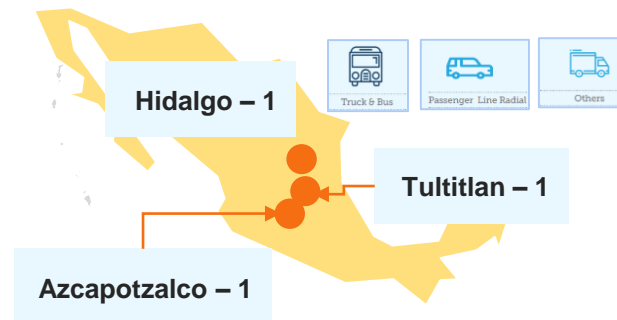 Hidalgo – 1
Truck & Bus
Passenger Line Radial
Others
Tultitlan – 1
Azcapotzalco – 1